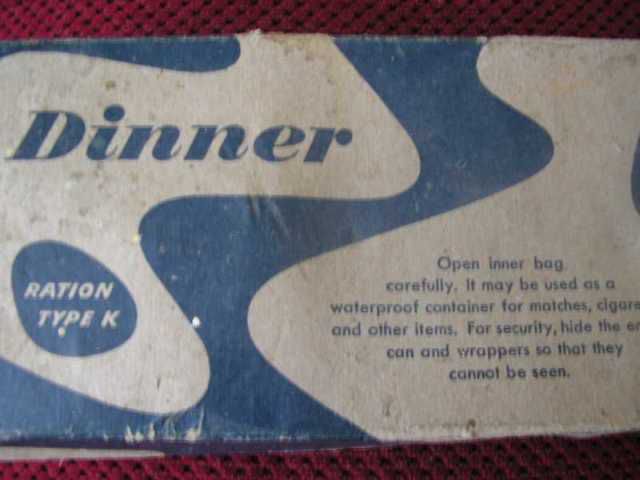 Dinner
RATION
TYPE K
Open inner bag
carefully. It may be used as a
waterproof container for matches,
and other items. For security, hide the
can and wrappers so that they
cannot be seen.